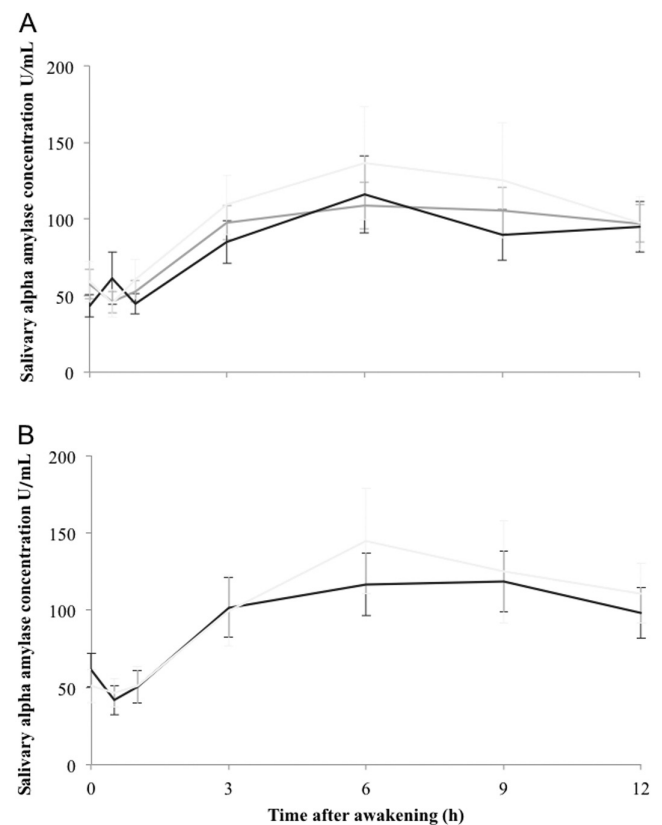 A
Salivary alpha amylase concentration U/mL
200
150
100
50
0
B
Salivary alpha amylase concentration U/mL
200
150
100
50
0
0 3 6 9 12
Time after awakening (h)